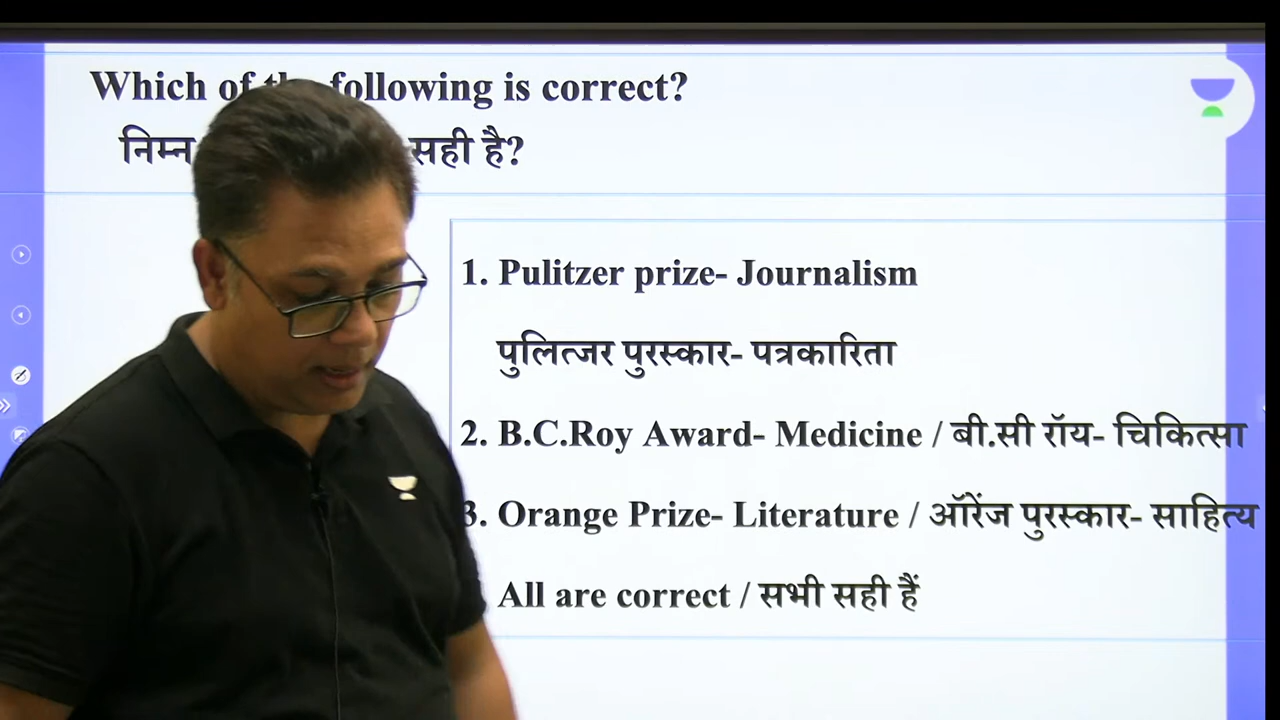 Which of following is correct?
निम्न सही है?
1. Pulitzer prize- Journalism
पुलित्जर पुरस्कार- पत्रकारिता
2. B.C.Roy Award- Medicine / बी.सी रॉय- चिकित्सा
3. Orange Prize- Literature / ऑरेंज पुरस्कार- साहित्य
All are correct / सभी सही हैं